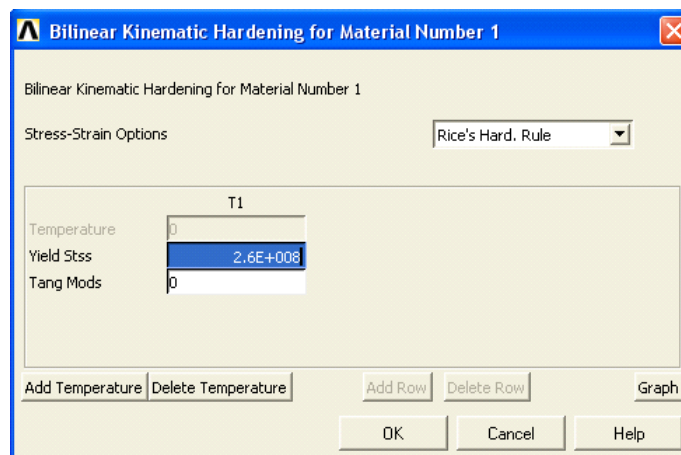 Bilinear Kinematic Hardening for Material Number 1
Bilinear Kinematic Hardening for Material Number 1
Stress-Strain Options Rice's Hard. Rule
T1
Temperature 0
Yield Stss 2.6E+008
Tang Mods 0
Add Temperature Delete Temperature Add Row Delete Row Graph
OK Cancel Help